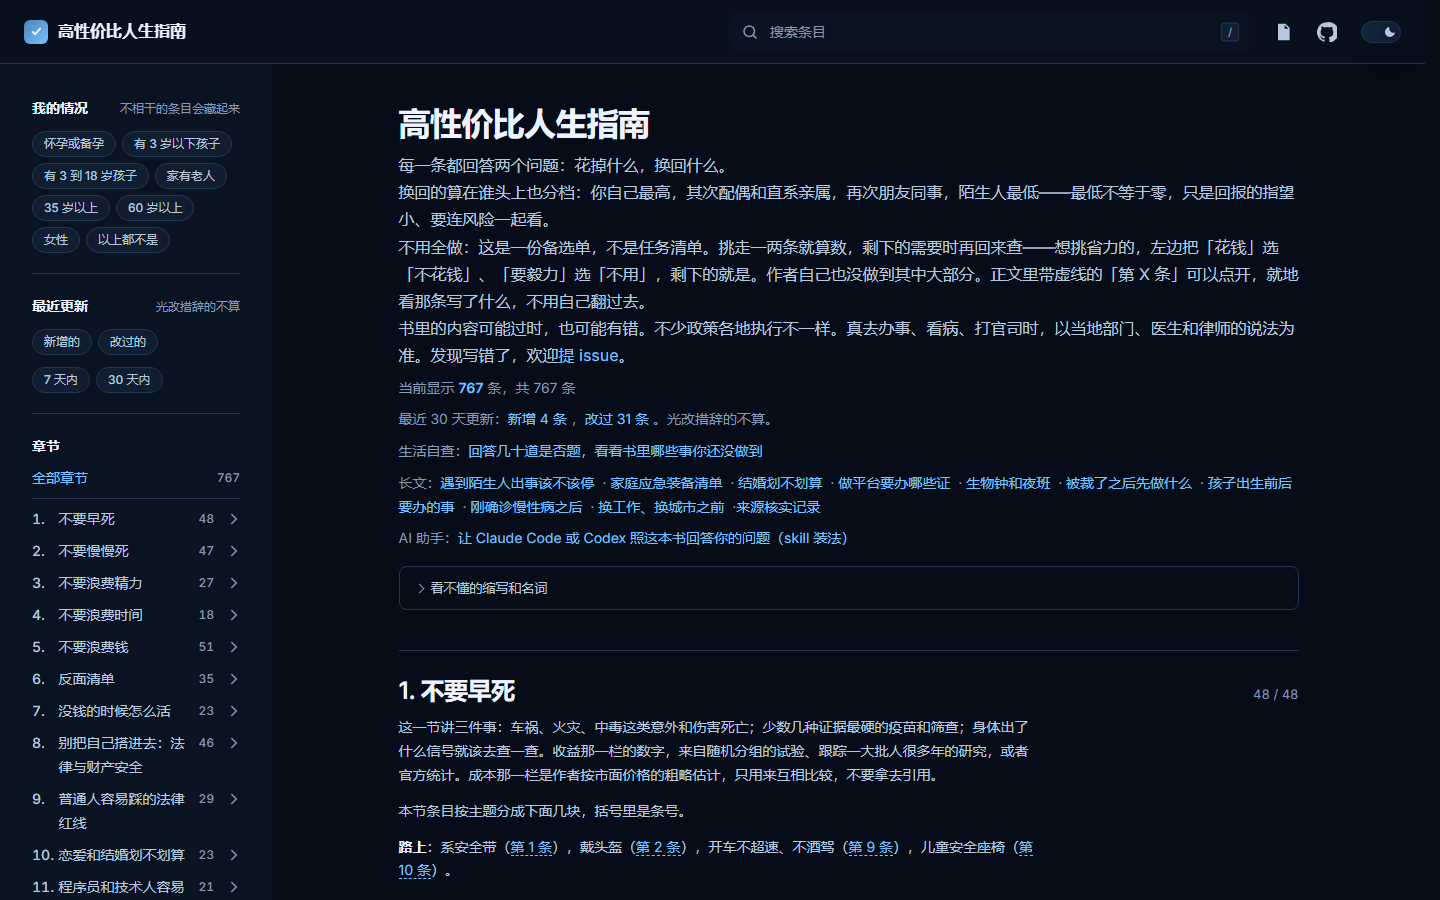 高性价比人生指南
搜索条目
/
我的情况 不相干的条目会藏起来
怀孕或备孕 有 3 岁以下孩子
有 3 到 18 岁孩子 家有老人
35 岁以上 60 岁以上
女性 以上都不是
最近更新 光改措辞的不算
新增的 改过的
7 天内 30 天内
章节
全部章节 767
1. 不要早死 48
2. 不要慢慢死 47
3. 不要浪费精力 27
4. 不要浪费时间 18
5. 不要浪费钱 51
6. 反面清单 35
7. 没钱的时候怎么活 23
8. 别把自己搭进去：法 46
律与财产安全
9. 普通人容易踩的法律 29
红线
10. 恋爱和结婚划不划算 23
11. 程序员和技术人容易 21
高性价比人生指南
每一条都回答两个问题：花掉什么，换回什么。
换回的算在谁头上也分档：你自己最高，其次配偶和直系亲属，再次朋友同事，陌生人最低——最低不等于零，只是回报的指望
小、要连风险一起看。
不用全做：这是一份备选单，不是任务清单。挑走一两条就算数，剩下的需要时再回来查——想挑省力的，左边把「花钱」选
「不花钱」、「要毅力」选「不用」，剩下的就是。作者自己也没做到其中大部分。正文里带虚线的「第 X 条」可以点开，就地
看那条写了什么，不用自己翻过去。
书里的内容可能过时，也可能有错。不少政策各地执行不一样。真去办事、看病、打官司时，以当地部门、医生和律师的说法为
准。发现写错了，欢迎提 issue。
当前显示 767 条，共 767 条
最近 30 天更新：新增 4 条 ，改过 31 条 。光改措辞的不算。
生活自查：回答几十道是否题，看看书里哪些事你还没做到
长文：遇到陌生人出事该不该停 · 家庭应急装备清单 · 结婚划不划算 · 做平台要办哪些证 · 生物钟和夜班 · 被裁了之后先做什么 · 孩子出生前后
要办的事 · 刚确诊慢性病之后 · 换工作、换城市之前 ·来源核实记录
AI 助手：让 Claude Code 或 Codex 照这本书回答你的问题（skill 装法）
看不懂的缩写和名词
1. 不要早死 48 / 48
这一节讲三件事：车祸、火灾、中毒这类意外和伤害死亡；少数几种证据最硬的疫苗和筛查；身体出了
什么信号就该去查一查。收益那一栏的数字，来自随机分组的试验、跟踪一大批人很多年的研究，或者
官方统计。成本那一栏是作者按市面价格的粗略估计，只用来互相比较，不要拿去引用。
本节条目按主题分成下面几块，括号里是条号。
路上：系安全带（第 1 条），戴头盔（第 2 条），开车不超速、不酒驾（第 9 条），儿童安全座椅（第
10 条）。